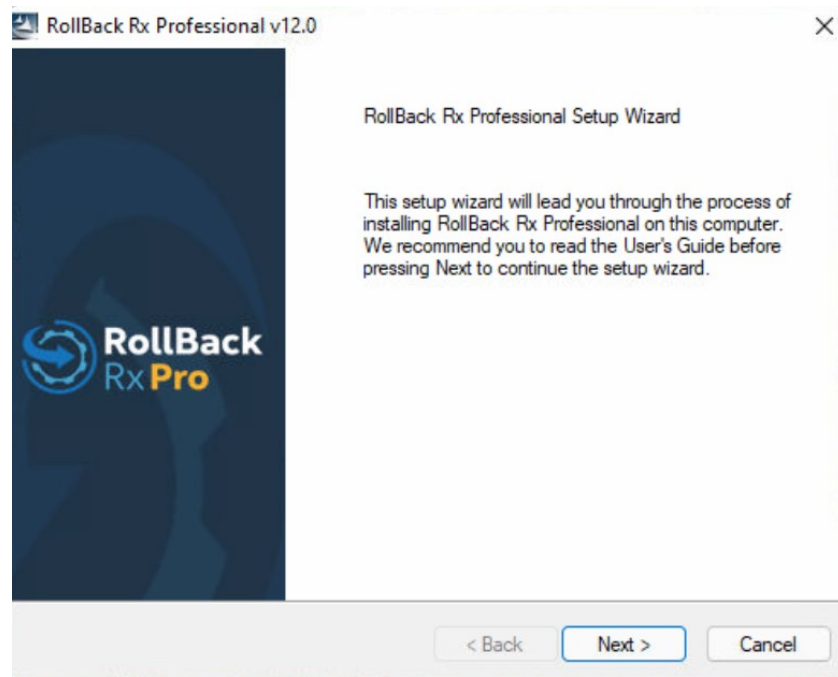 RollBack Rx Professional v12.0
RollBack Rx Professional Setup Wizard
This setup wizard will lead you through the process of
installing RollBack Rx Professional on this computer.
We recommend you to read the User's Guide before
pressing Next to continue the setup wizard.
RollBack
Rx Pro
< Back
Next >
Cancel